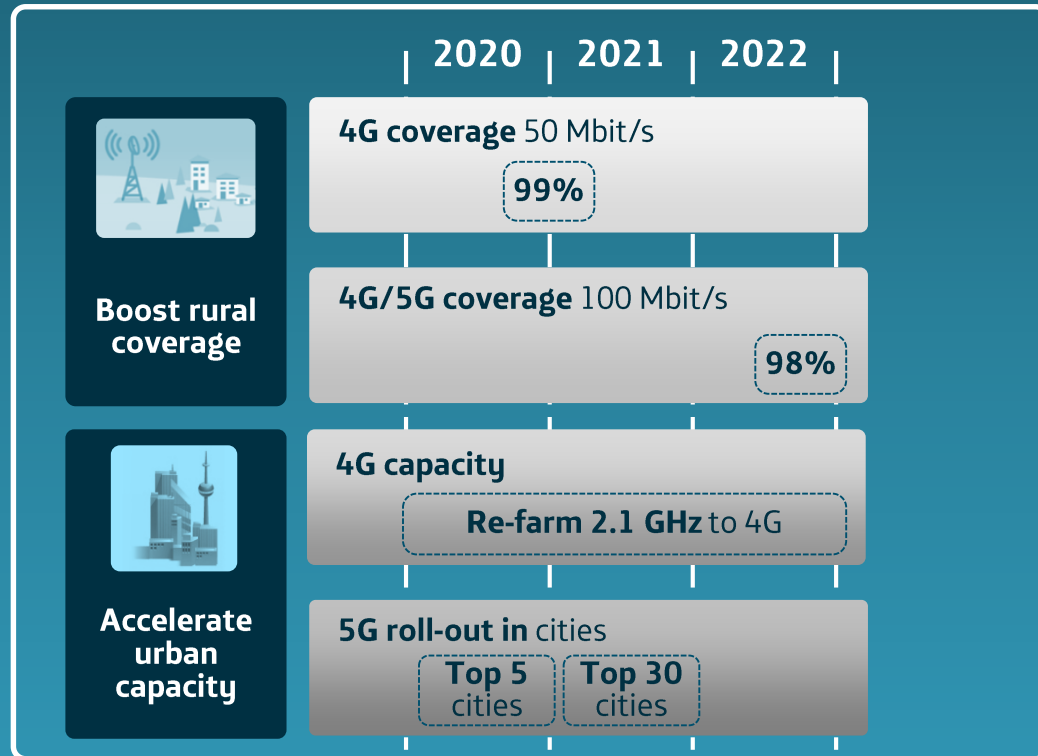 2020 2021 2022
Boost rural
coverage
4G coverage 50 Mbit/s
99%
4G/5G coverage 100 Mbit/s
98%
Accelerate
urban
capacity
4G capacity
Re-farm 2.1 GHz to 4G
5G roll-out in cities
Top 5
cities
Top 30
cities